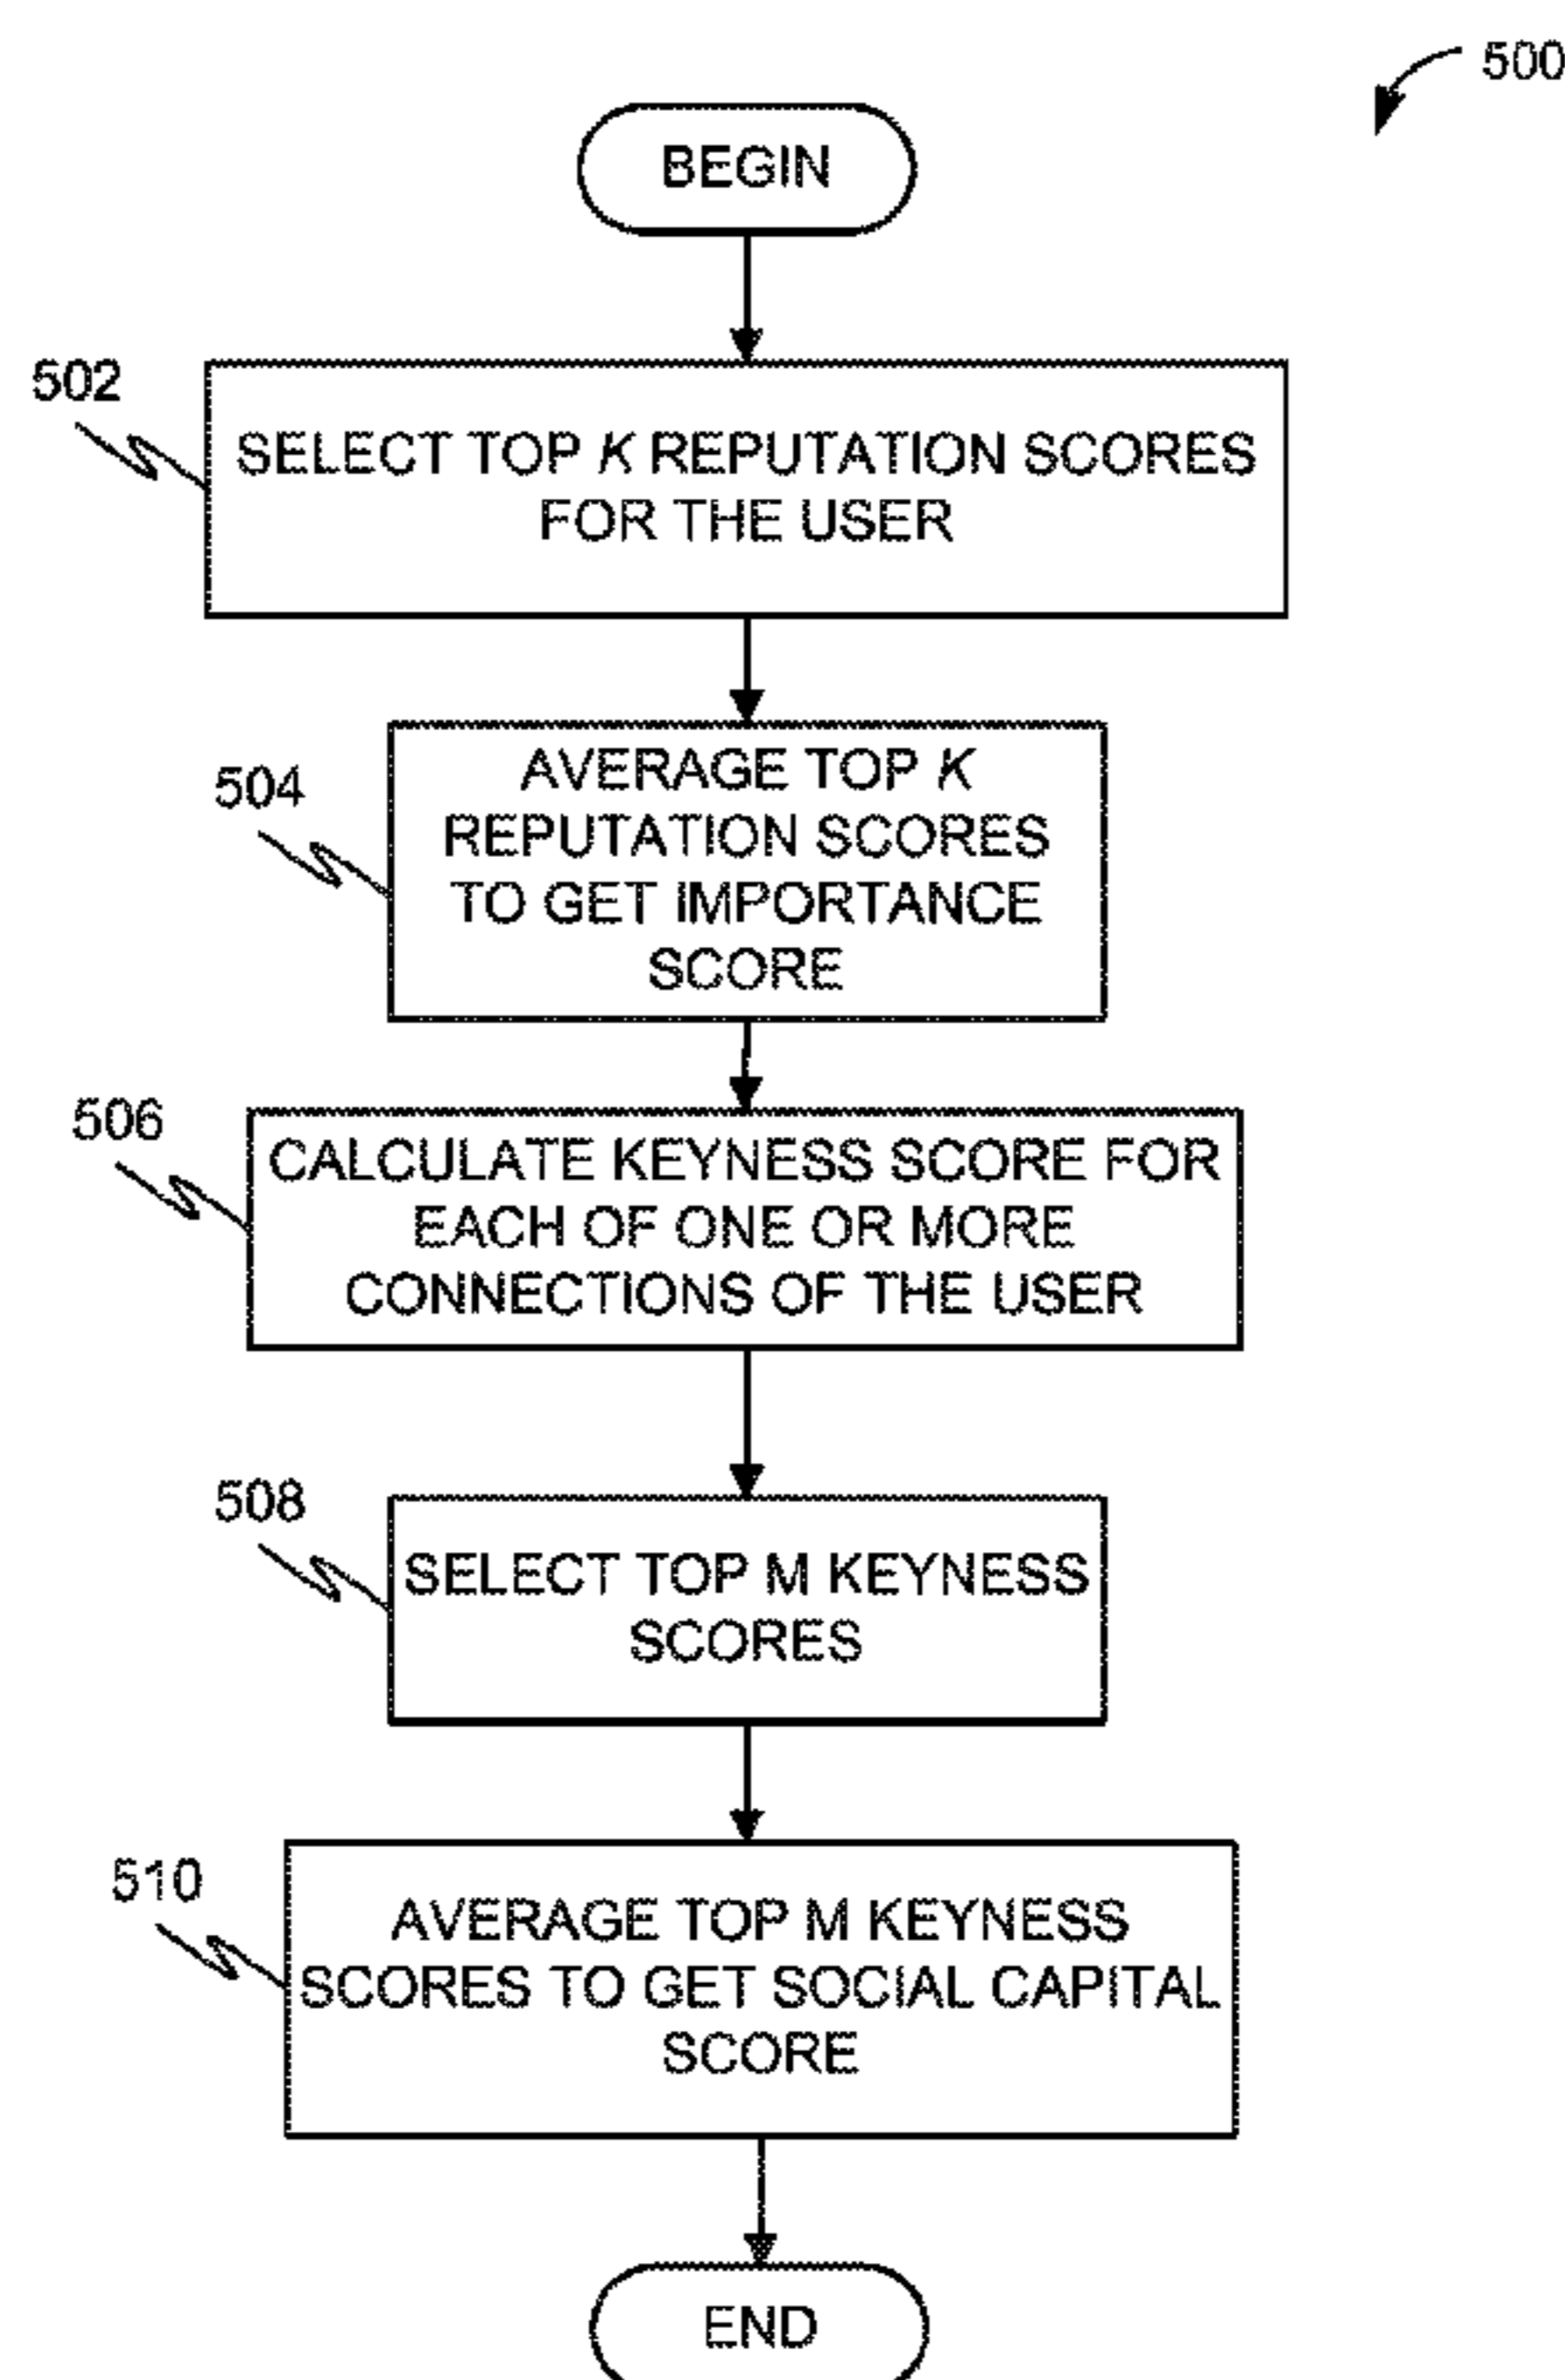 500
BEGIN
502
SELECT TOP K REPUTATION SCORES
FOR THE USER
504
AVERAGE TOP K
REPUTATION SCORES
TO GET IMPORTANCE
SCORE
506
CALCULATE KEYNESS SCORE FOR
EACH OF ONE OR MORE
CONNECTIONS OF THE USER
508
SELECT TOP M KEYNESS
SCORES
510
AVERAGE TOP M KEYNESS
SCORES TO GET SOCIAL CAPITAL
SCORE
END